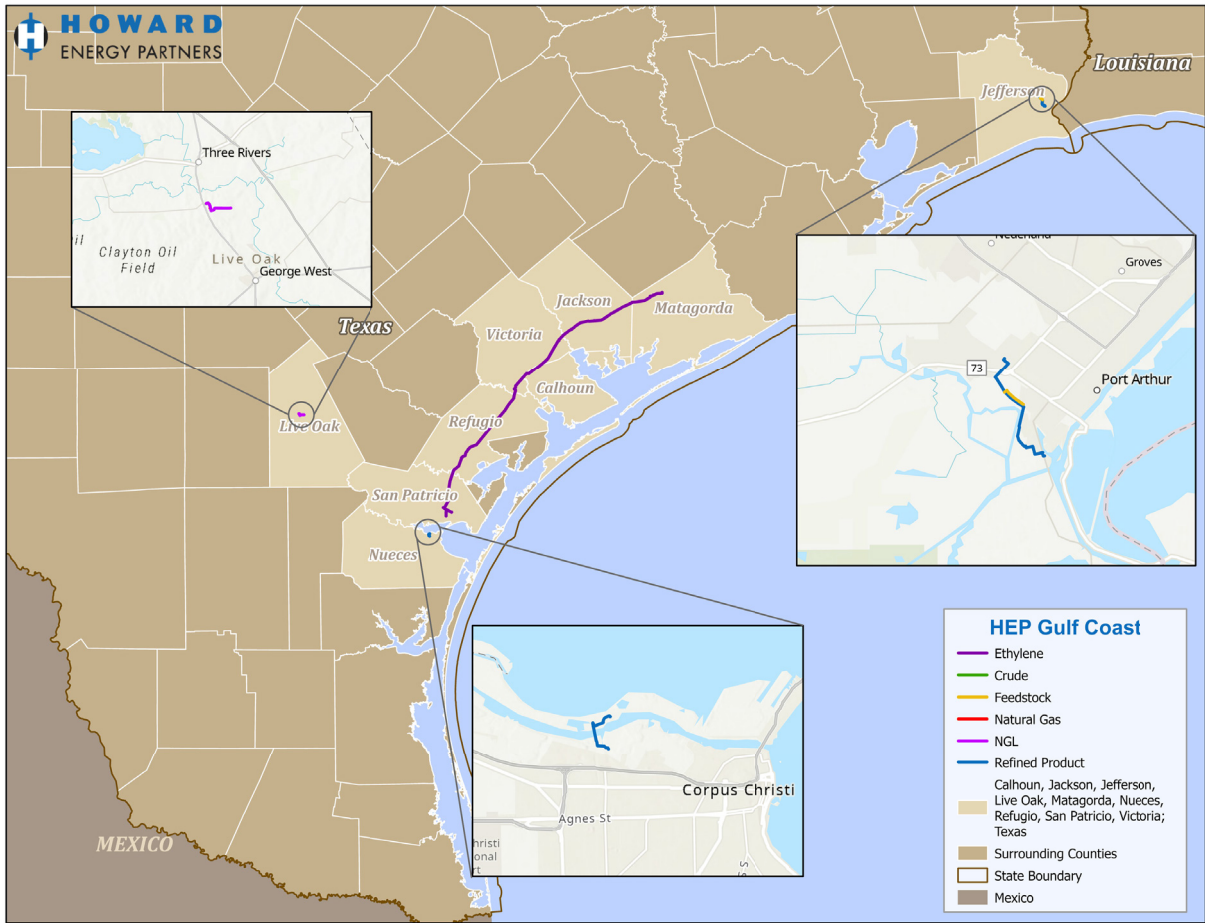 HOWARD
ENERGY PARTNERS
Louisiana
Jefferson
Three Rivers
Clayton Oil
Field
Live Oak
George West
Texas
Jackson
Matagorda
Victoria
Calhoun
Refugio
Live Oak
San Patricio
Nueces
MEXICO
Nederland
Groves
73
Port Arthur
Corpus Christi
Agnes St
HEP Gulf Coast
Ethylene
Crude
Feedstock
Natural Gas
NGL
Refined Product
Calhoun, Jackson, Jefferson,
Live Oak, Matagorda, Nueces,
Refugio, San Patricio, Victoria;
Texas
Surrounding Counties
State Boundary
Mexico